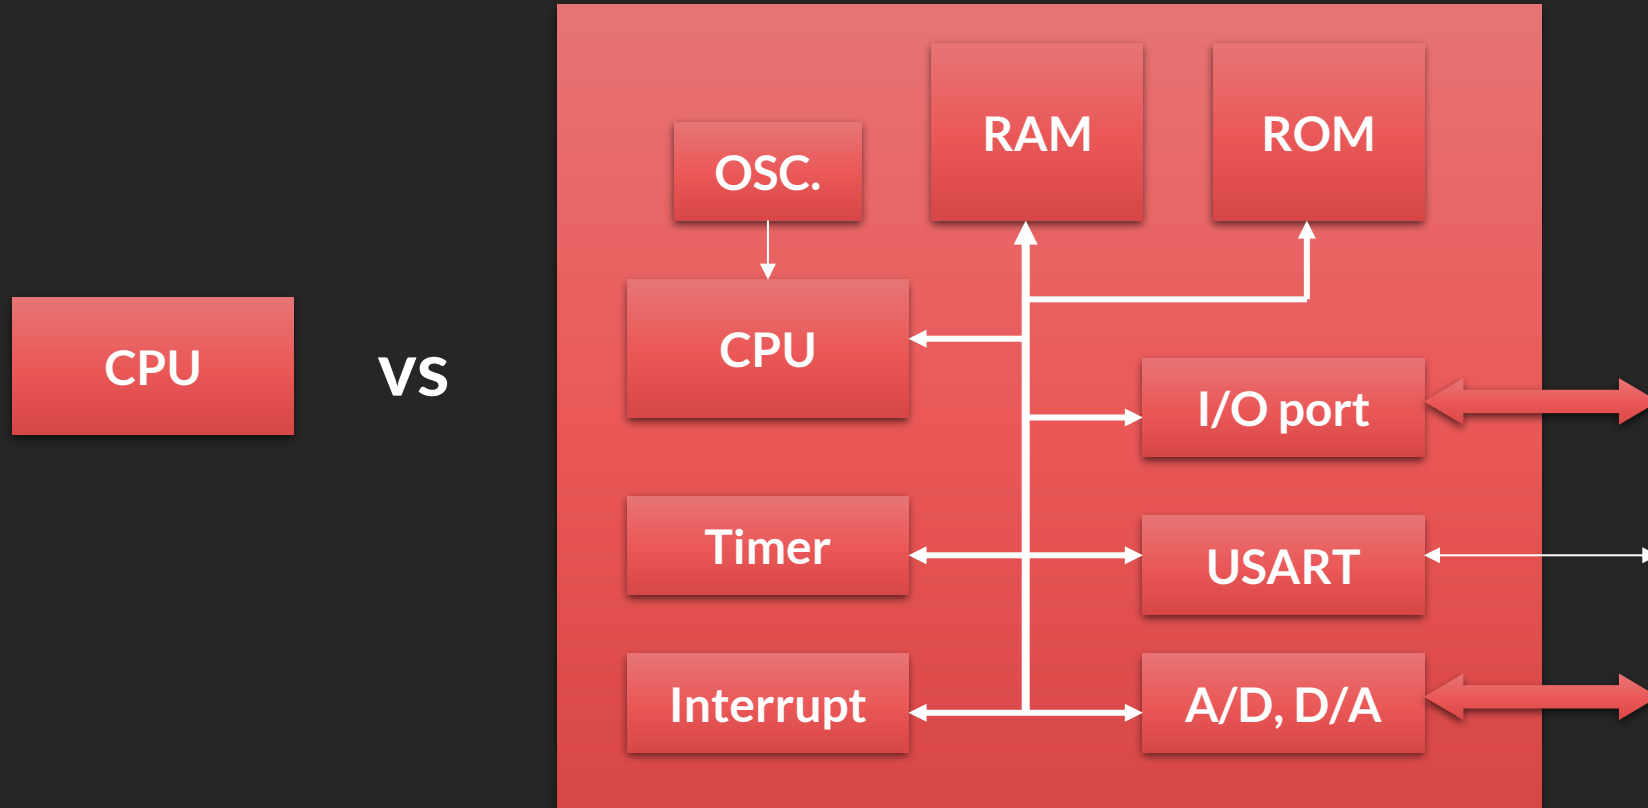 CPU
VS
OSC.
RAM
ROM
CPU
I/O port
Timer
USART
Interrupt
A/D, D/A